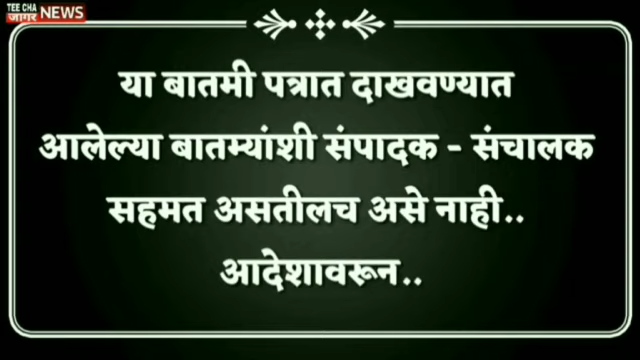 TEE CHA
जागर NEWS
या बातमी पत्रात दाखवण्यात
आलेल्या बातम्यांशी संपादक - संचालक
सहमत असतीलच असे नाही..
आदेशावरून..